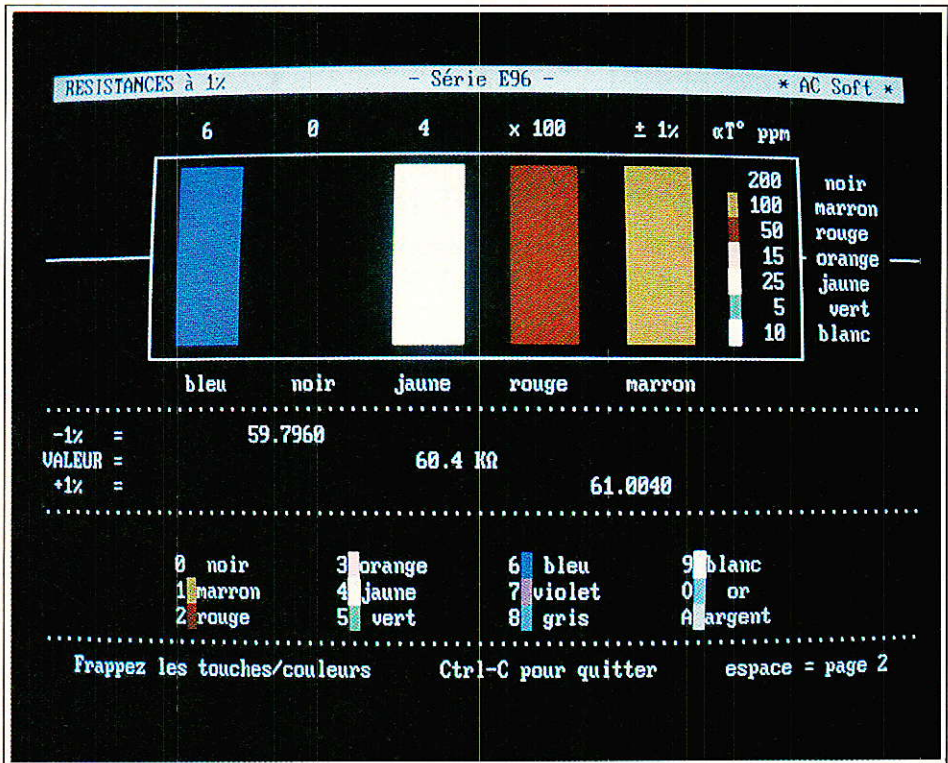 RESISTANCES à 1% - Série E96 - * AC Soft *
6 0 4 x 100 ± 1% αT° ppm
200 noir
100 marron
50 rouge
15 orange
25 jaune
5 vert
10 blanc
bleu noir jaune rouge marron
-1% = 59.7960
VALEUR = 60.4 KΩ
+1% = 61.0040
0 noir 3 orange 6 bleu 9 blanc
1 marron 4 jaune 7 violet O or
2 rouge 5 vert 8 gris A argent
Frappez les touches/couleurs Ctrl-C pour quitter espace = page 2